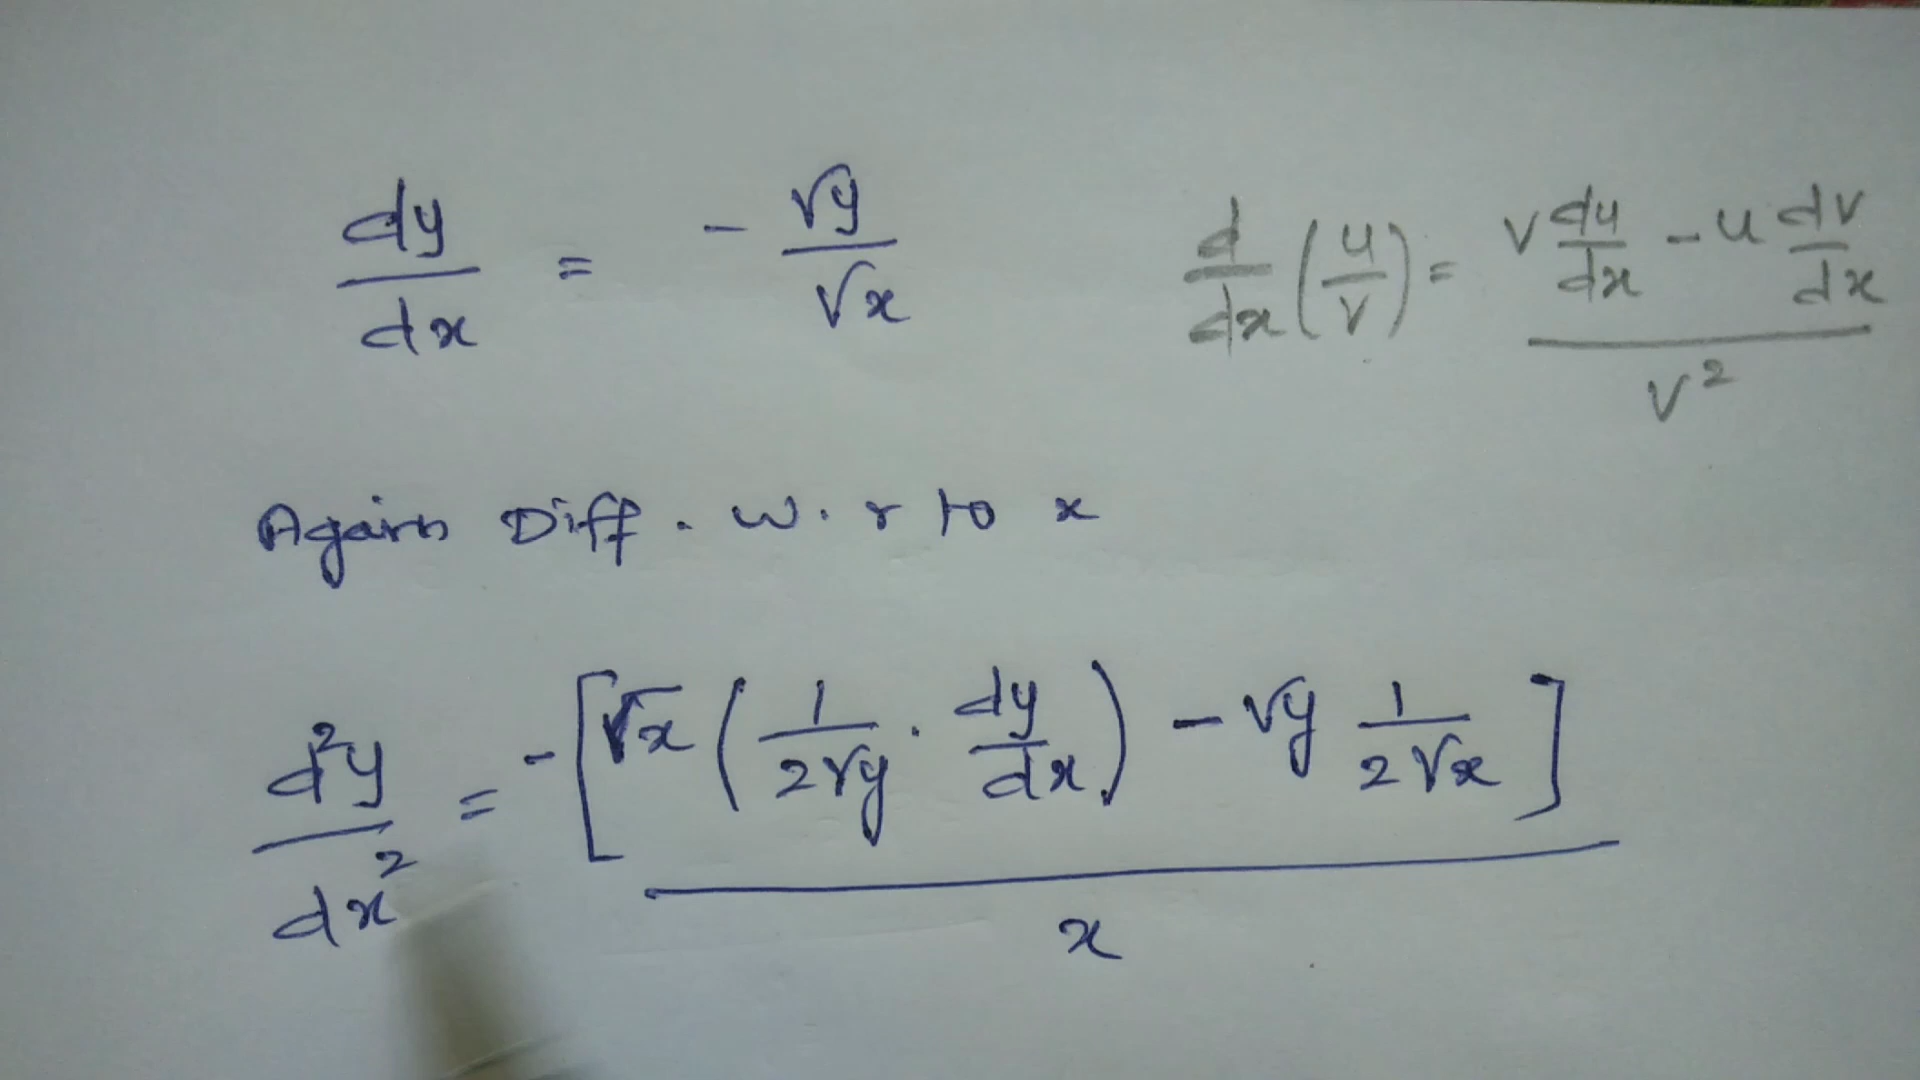 dy/dx = - √y/√x
d/dx (u/v) = (v du/dx - u dv/dx)/v²
Again Diff. w.r to x
d²y/dx² = -[√x (1/2√y . dy/dx) - √y 1/2√x]/x